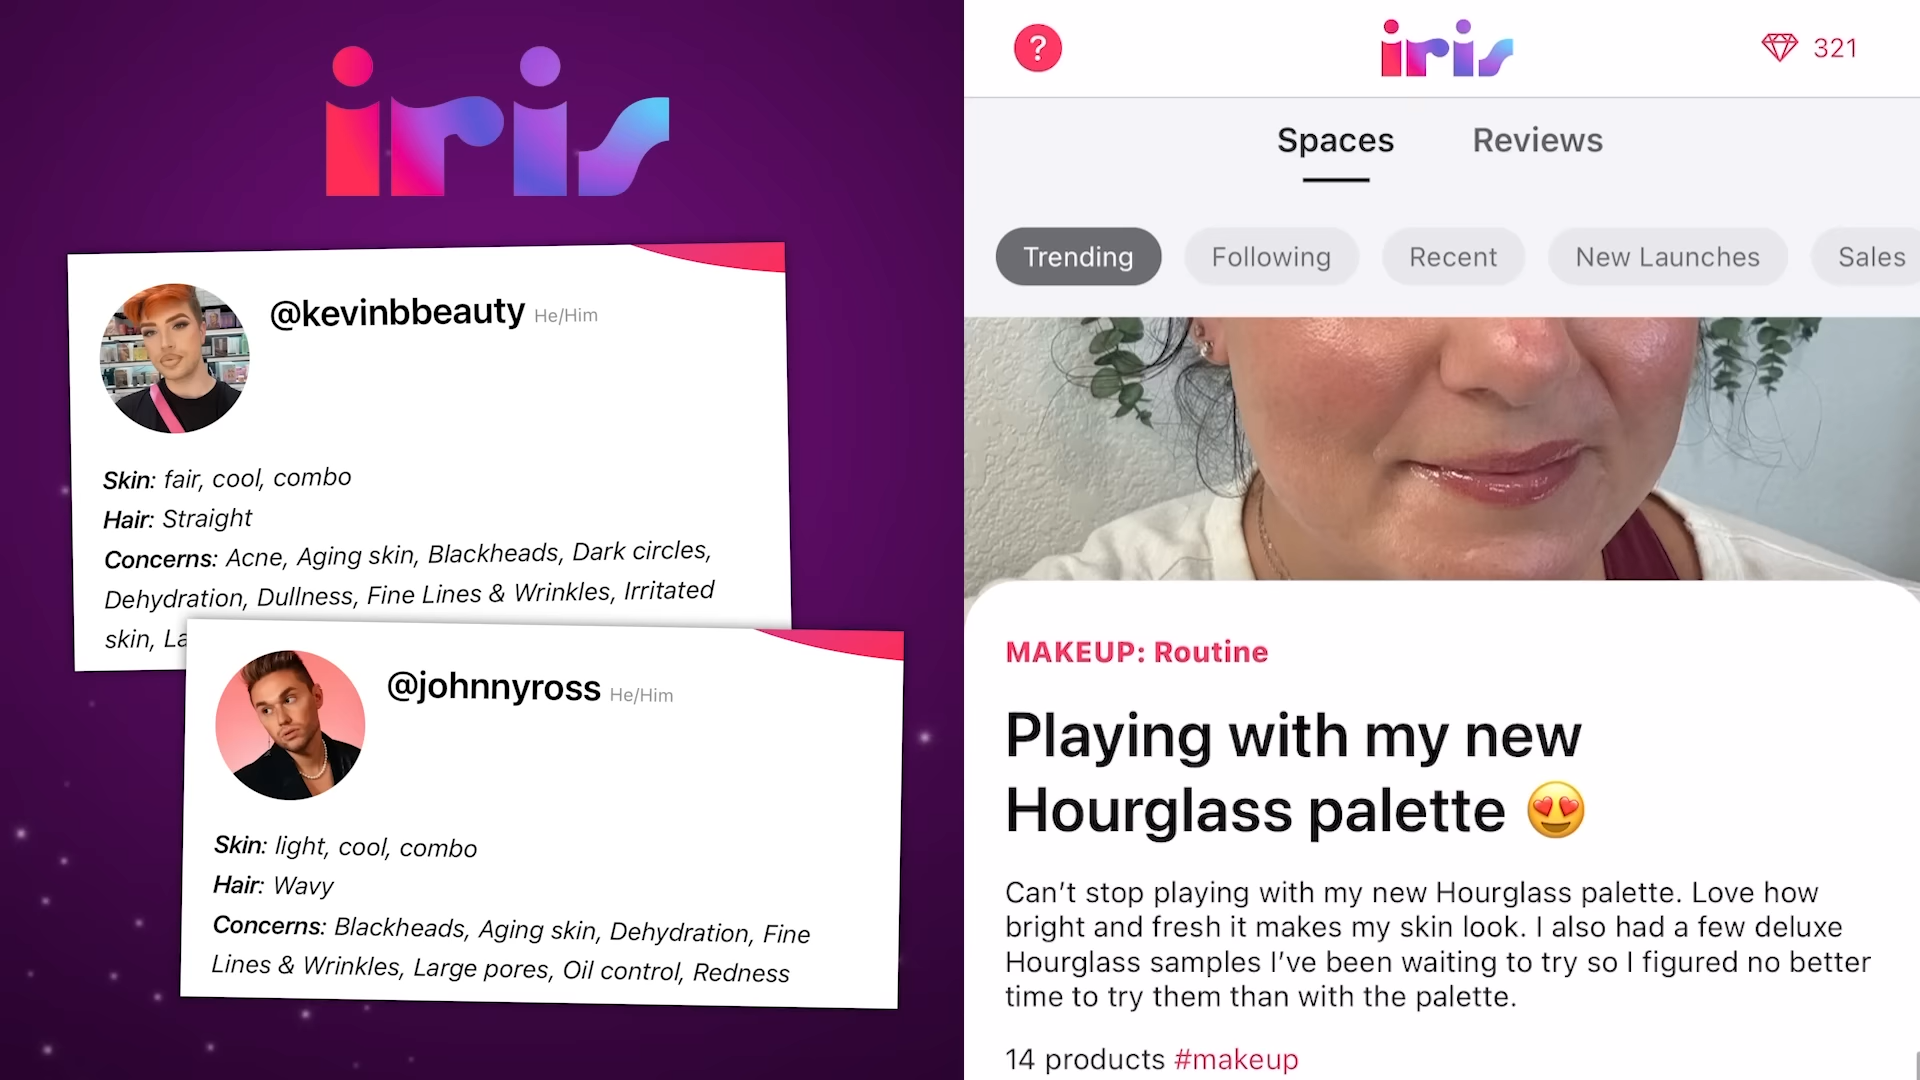 iris
@kevinbbeauty He/Him
Skin: fair, cool, combo
Hair: Straight
Concerns: Acne, Aging skin, Blackheads, Dark circles,
Dehydration, Dullness, Fine Lines & Wrinkles, Irritated
skin, La
@johnnyross He/Him
Skin: light, cool, combo
Hair: Wavy
Concerns: Blackheads, Aging skin, Dehydration, Fine
Lines & Wrinkles, Large pores, Oil control, Redness
? iris 321
Spaces Reviews
Trending Following Recent New Launches Sales
MAKEUP: Routine
Playing with my new
Hourglass palette 😍
Can’t stop playing with my new Hourglass palette. Love how
bright and fresh it makes my skin look. I also had a few deluxe
Hourglass samples I’ve been waiting to try so I figured no better
time to try them than with the palette.
14 products #makeup